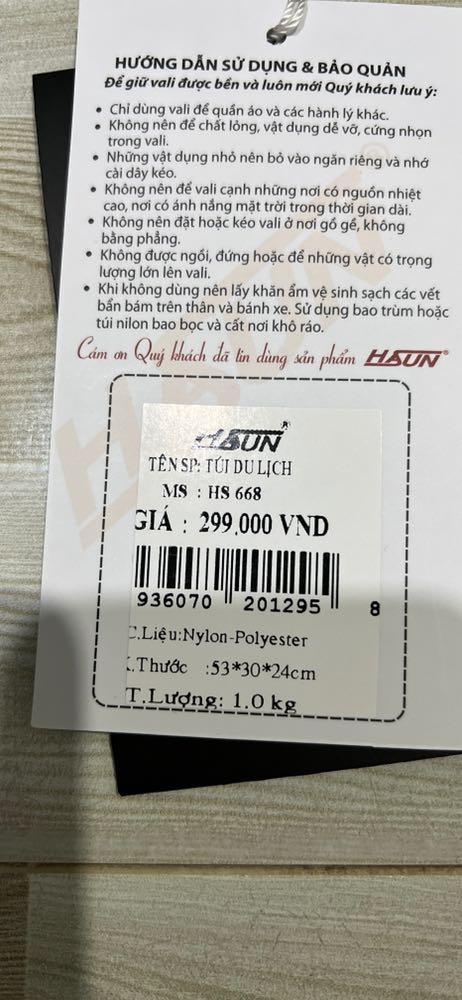 HƯỚNG DẪN SỬ DỤNG & BẢO QUẢN
Để giữ vali được bền và luôn mới Quý khách lưu ý:
• Chỉ dùng vali để quần áo và các hành lý khác.
• Không nên để chất lỏng, vật dụng dễ vỡ, cứng nhọn
trong vali.
• Những vật dụng nhỏ nên bỏ vào ngăn riêng và nhớ
cài dây kéo.
• Không nên để vali cạnh những nơi có nguồn nhiệt
cao, nơi có ánh nắng mặt trời trong thời gian dài.
• Không nên đặt hoặc kéo vali ở nơi gồ gề, không
bằng phẳng.
• Không được ngồi, đứng hoặc để những vật có trọng
lượng lớn lên vali.
• Khi không dùng nên lấy khăn ẩm vệ sinh sạch các vết
bẩn bám trên thân và bánh xe. Sử dụng bao trùm hoặc
túi nilon bao bọc và cất nơi khô ráo.
Cám ơn Quý khách đã tin dùng sản phẩm HSUN®
HSUN®
TÊN SP: TÚI DU LỊCH
MS : HS 668
GIÁ : 299.000 VND
936070 201295 8
C.Liệu:Nylon-Polyester
K.Thước :53*30*24cm
T.Lượng: 1.0 kg